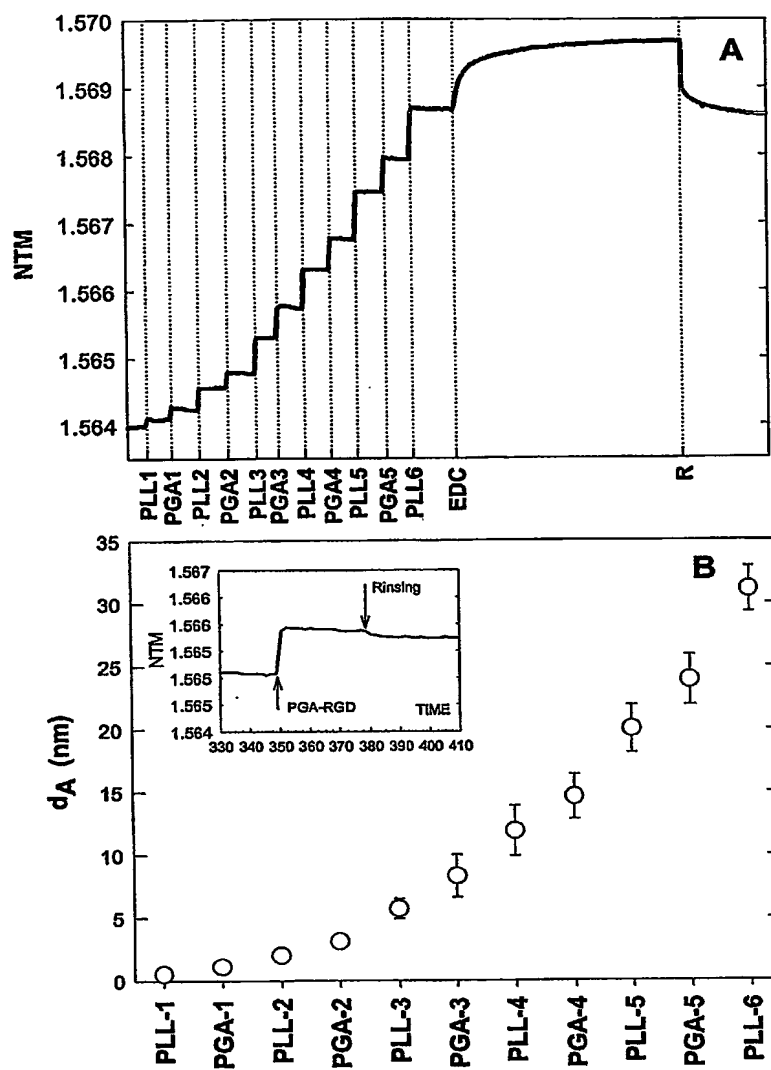 A
NTM
1.570
1.569
1.568
1.567
1.566
1.565
1.564
PLL1
PGA1
PLL2
PGA2
PLL3
PGA3
PLL4
PGA4
PLL5
PGA5
PLL6
EDC
R
B
dA (nm)
35
30
25
20
15
10
5
0
NTM
1.567
1.566
1.566
1.565
1.565
1.564
Rinsing
PGA-RGD
TIME
330 340 350 360 370 380 390 400 410
PLL-1
PGA-1
PLL-2
PGA-2
PLL-3
PGA-3
PLL-4
PGA-4
PLL-5
PGA-5
PLL-6